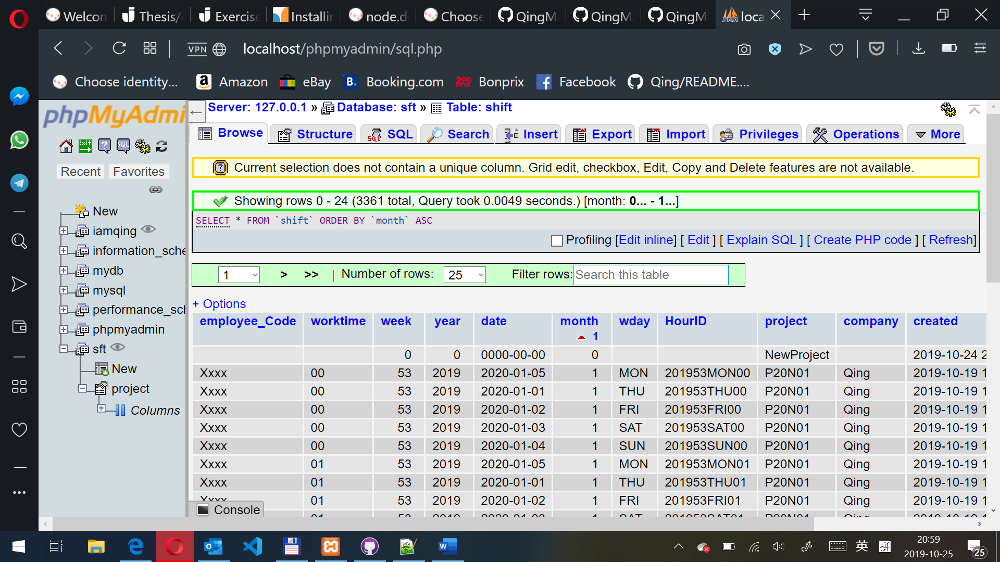 Welcon
Thesis/
Exercise
Installin
node.d
Choose
QingM
QingM
QingM
loca
VPN
localhost/phpmyadmin/sql.php
Choose identity...
Amazon
eBay
Booking.com
Bonprix
Facebook
Qing/README....
phpMyAdmi
Recent
Favorites
New
iamqing
information_sche
mydb
mysql
performance_sch
phpmyadmin
sft
New
project
Columns
Server: 127.0.0.1 » Database: sft » Table: shift
Browse
Structure
SQL
Search
Insert
Export
Import
Privileges
Operations
More
Current selection does not contain a unique column. Grid edit, checkbox, Edit, Copy and Delete features are not available.
Showing rows 0 - 24 (3361 total, Query took 0.0049 seconds.) [month: 0... - 1...]
SELECT * FROM `shift` ORDER BY `month` ASC
Profiling [Edit inline] [ Edit ] [ Explain SQL ] [ Create PHP code ] [ Refresh]
1 > >> | Number of rows: 25 Filter rows: Search this table
+ Options
employee_Code worktime week year date month 1 wday HourID project company created
0 0 0000-00-00 0 NewProject 2019-10-24 2
Xxxx 00 53 2019 2020-01-05 1 MON 201953MON00 P20N01 Qing 2019-10-19 1
Xxxx 00 53 2019 2020-01-01 1 THU 201953THU00 P20N01 Qing 2019-10-19 1
Xxxx 00 53 2019 2020-01-02 1 FRI 201953FRI00 P20N01 Qing 2019-10-19 1
Xxxx 00 53 2019 2020-01-03 1 SAT 201953SAT00 P20N01 Qing 2019-10-19 1
Xxxx 00 53 2019 2020-01-04 1 SUN 201953SUN00 P20N01 Qing 2019-10-19 1
Xxxx 01 53 2019 2020-01-05 1 MON 201953MON01 P20N01 Qing 2019-10-19 1
Xxxx 01 53 2019 2020-01-01 1 THU 201953THU01 P20N01 Qing 2019-10-19 1
Xxxx 01 53 2019 2020-01-02 1 FRI 201953FRI01 P20N01 Qing 2019-10-19 1
Console
英
拼
20:59
2019-10-25
25